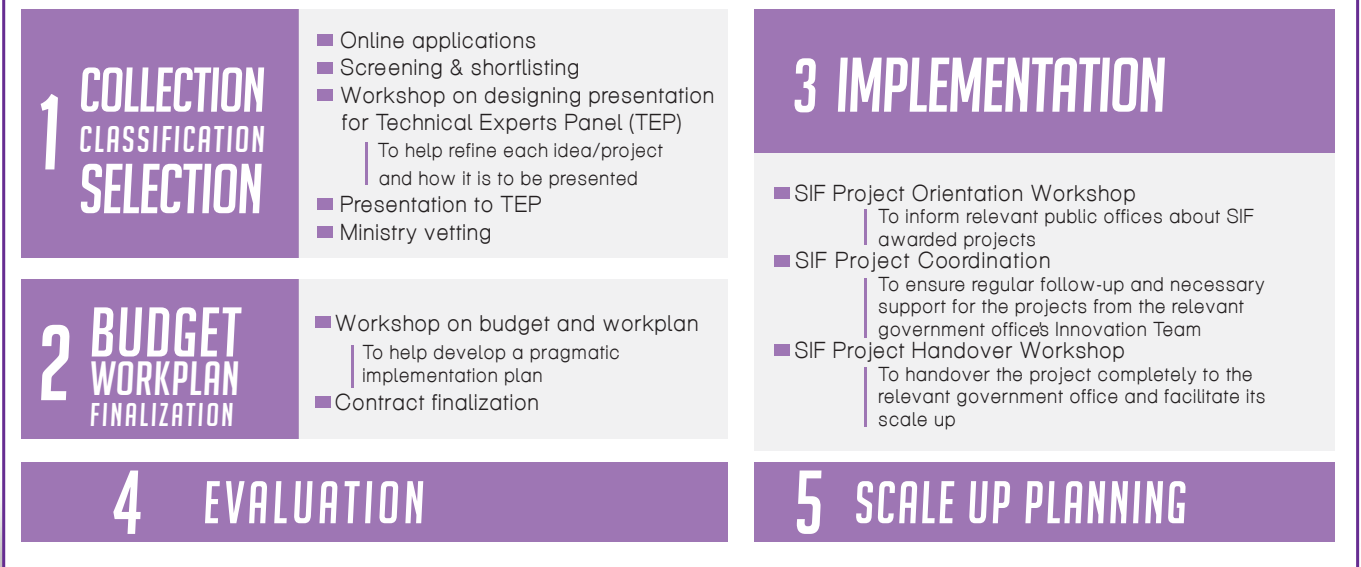 1 COLLECTION
CLASSIFICATION
SELECTION
Online applications
Screening & shortlisting
Workshop on designing presentation
for Technical Experts Panel (TEP)
To help refine each idea/project
and how it is to be presented
Presentation to TEP
Ministry vetting
2 BUDGET
WORKPLAN
FINALIZATION
Workshop on budget and workplan
To help develop a pragmatic
implementation plan
Contract finalization
3 IMPLEMENTATION
SIF Project Orientation Workshop
To inform relevant public offices about SIF
awarded projects
SIF Project Coordination
To ensure regular follow-up and necessary
support for the projects from the relevant
government office's Innovation Team
SIF Project Handover Workshop
To handover the project completely to the
relevant government office and facilitate its
scale up
4 EVALUATION
5 SCALE UP PLANNING